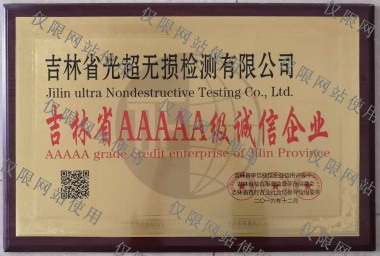 吉林省光超无损检测有限公司
Jilin ultra Nondestructive Testing Co., Ltd.
吉林省AAAAA级诚信企业
AAAAA grade credit enterprise of Jilin Province
二〇一六年十二月
仅限网站使用